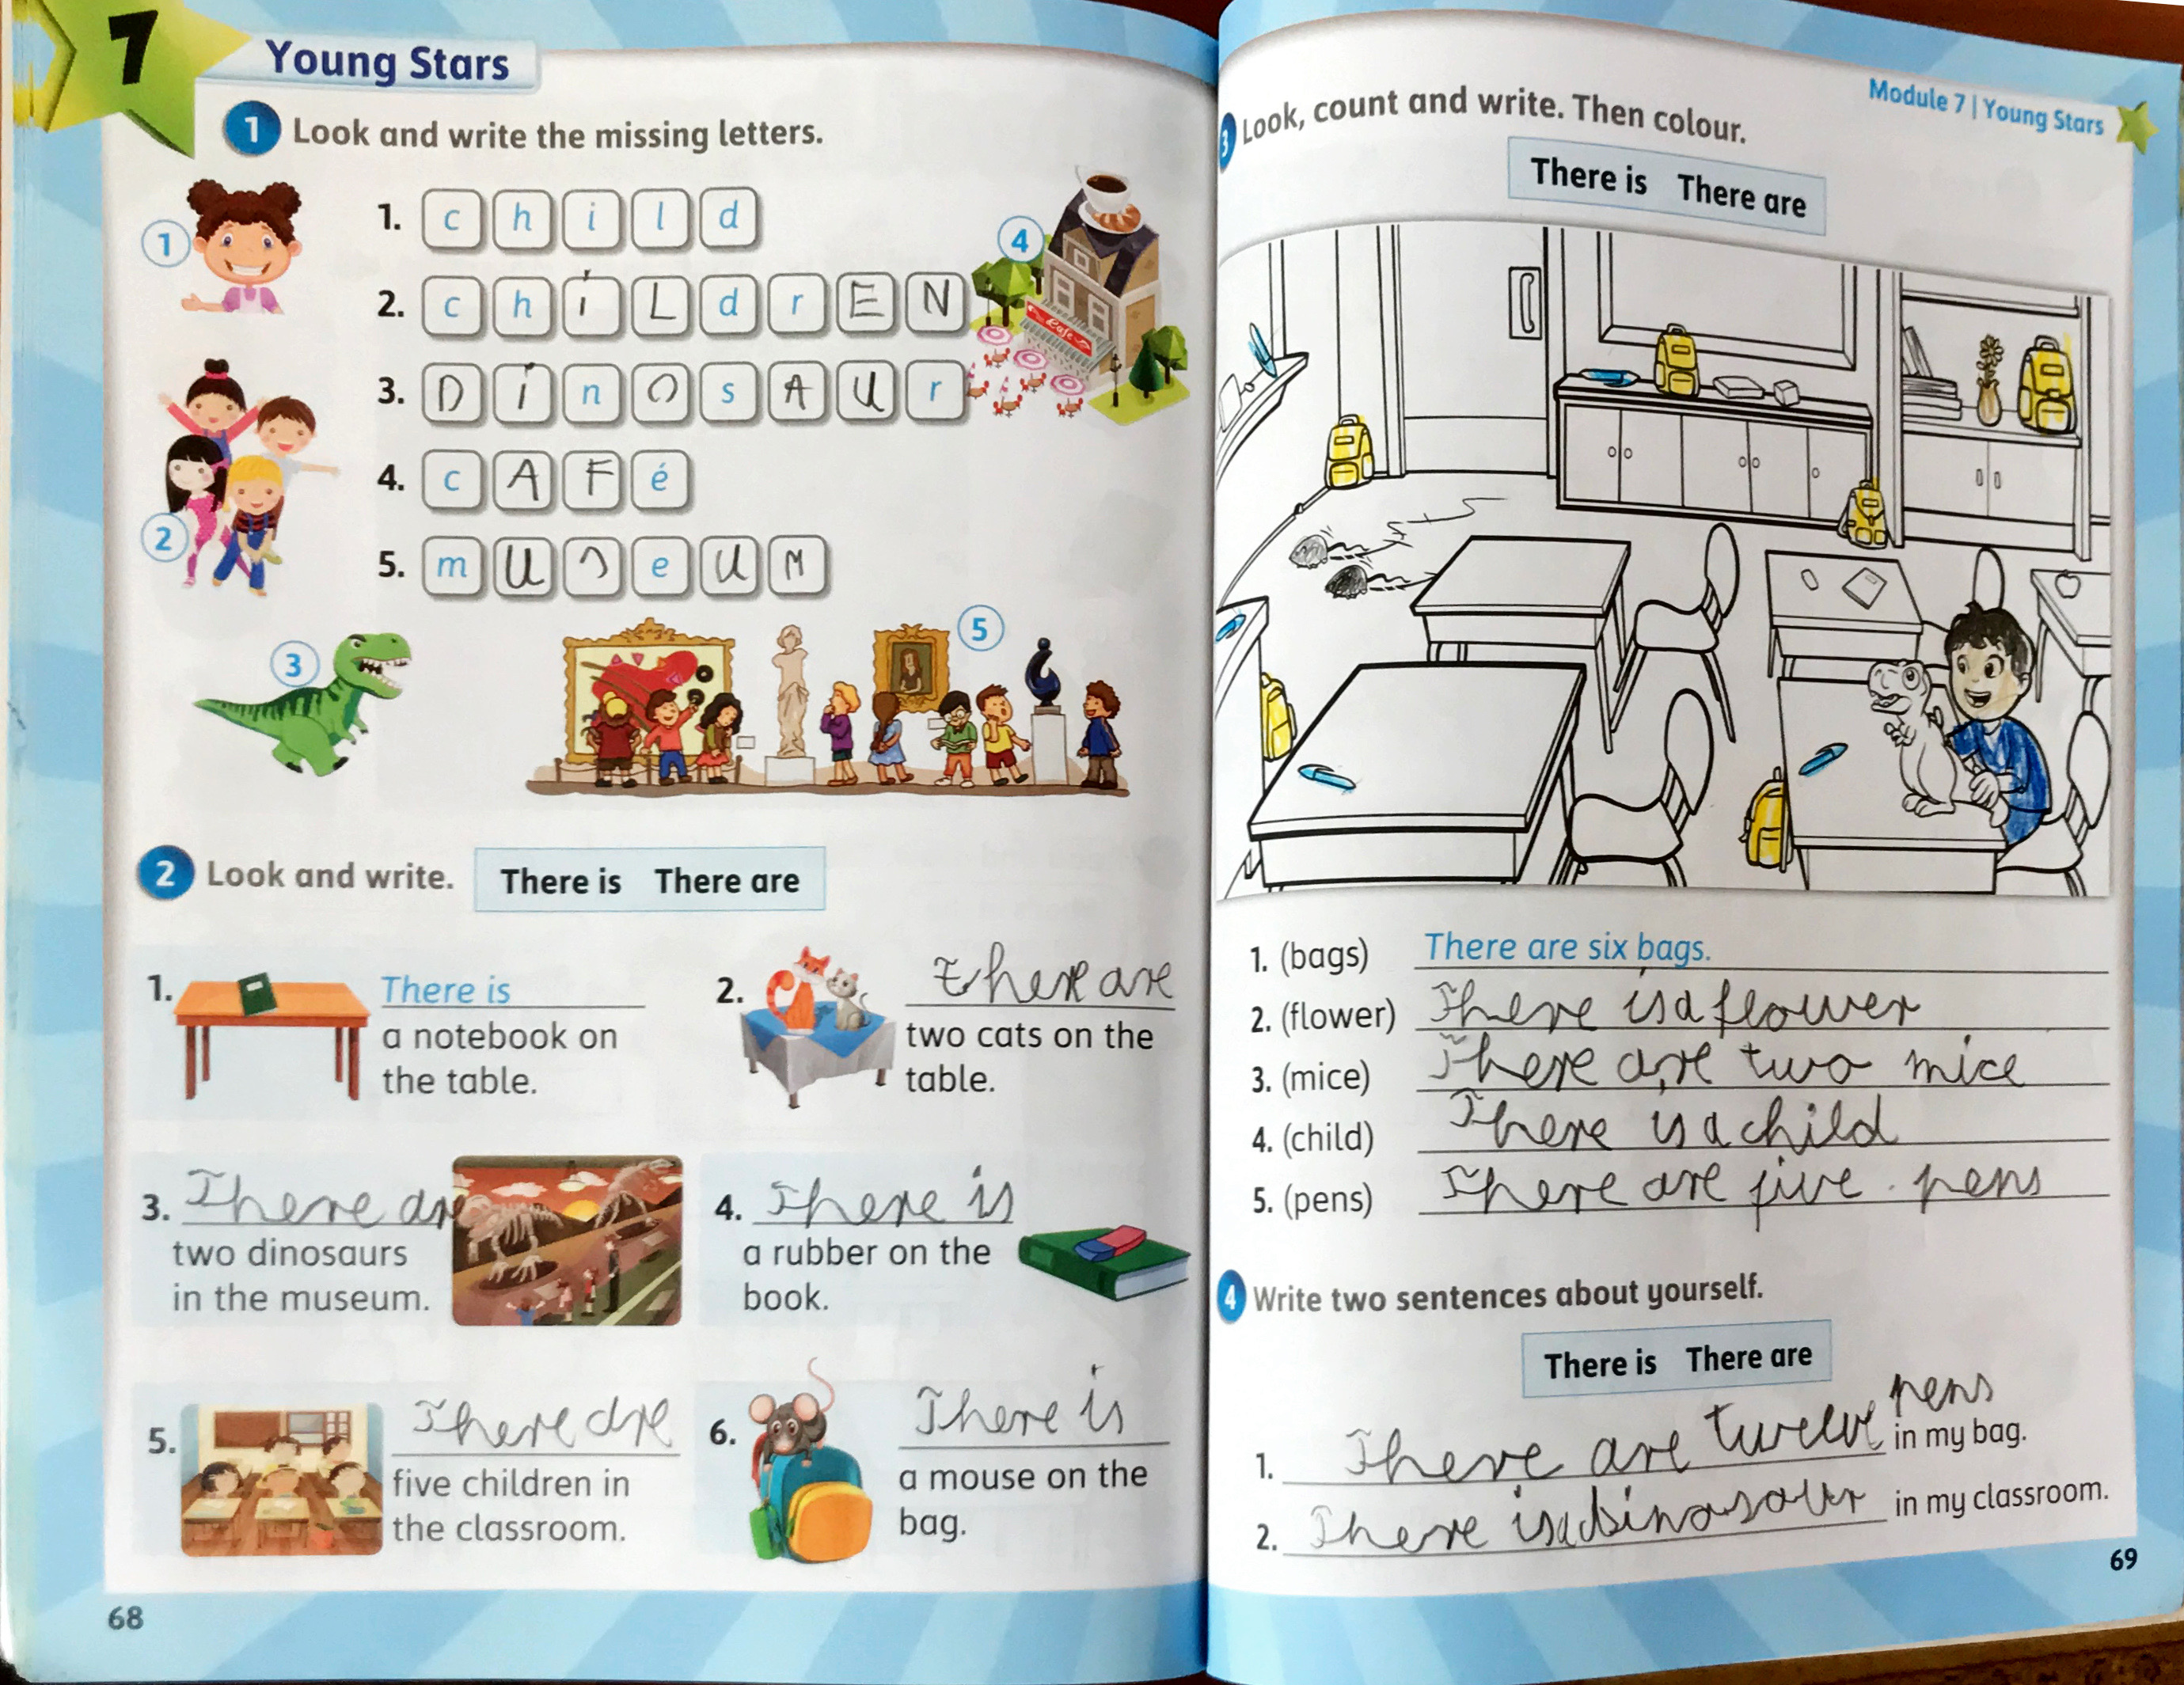 7
Young Stars
1 Look and write the missing letters.
1
1. c h i l d
4
2. c h i L d r E N
Cafe
3. D i n O s A U r
4. c A F é
2
5. m U s e U M
3
5
2 Look and write. There is There are
1. There is
a notebook on
the table.
2. there are
two cats on the
table.
3. There are
two dinosaurs
in the museum.
4. There is
a rubber on the
book.
5. There are
five children in
the classroom.
6. There is
a mouse on the
bag.
68
Module 7 | Young Stars
3 Look, count and write. Then colour.
There is There are
1. (bags) There are six bags.
2. (flower) There is a flower
3. (mice) There are two mice
4. (child) There is a child
5. (pens) There are five pens
4 Write two sentences about yourself.
There is There are
1. There are twelve pens in my bag.
2. There is a dinosaur in my classroom.
69